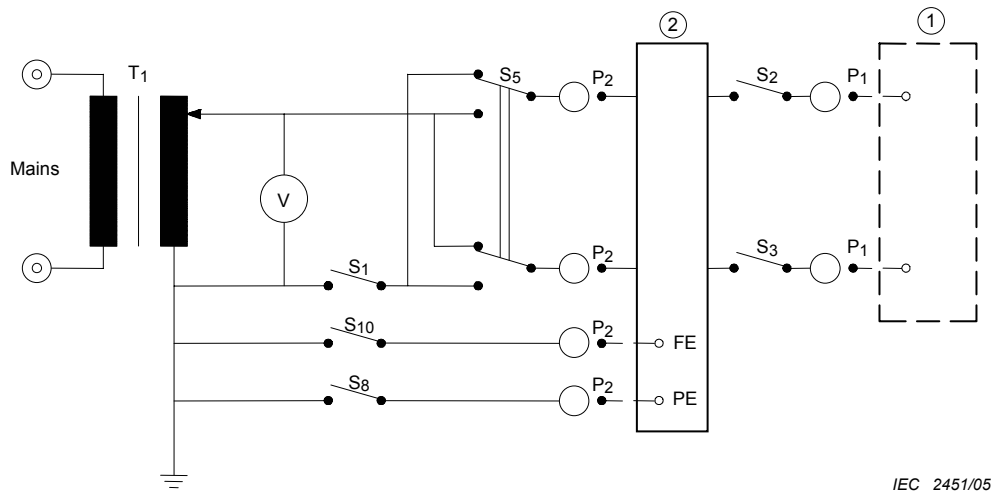 ② ①
T1 S5 P2 S2 P1
Mains
V
P2 S3 P1
S1
S10 P2 FE
S8 P2 PE
IEC 2451/05